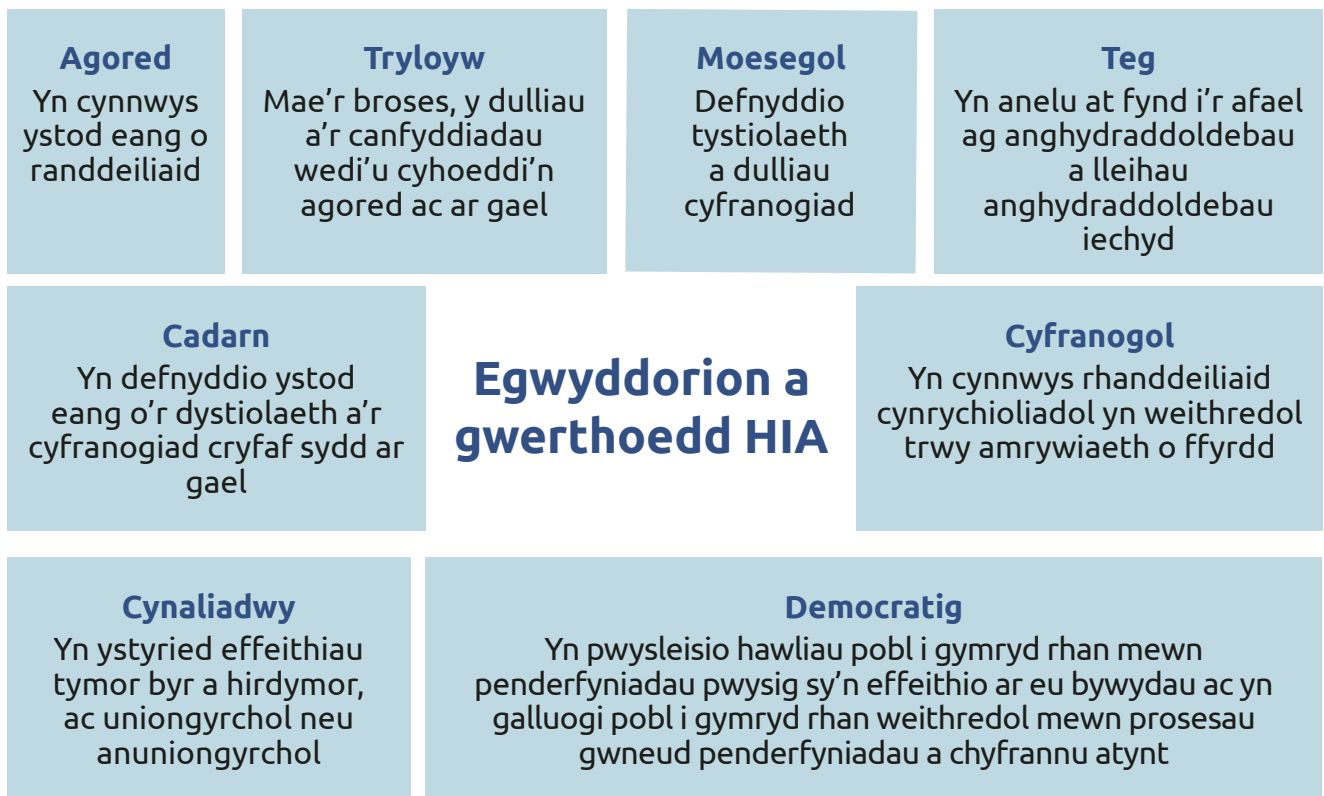 Agored
Yn cynnwys
ystod eang o
randdeiliaid
Tryloyw
Mae'r broses, y dulliau
a'r canfyddiadau
wedi'u cyhoeddi'n
agored ac ar gael
Moesegol
Defnyddio
tystiolaeth
a dulliau
cyfranogiad
Teg
Yn anelu at fynd i'r afael
ag anghydraddoldebau
a lleihau
anghydraddoldebau
iechyd
Cadarn
Yn defnyddio ystod
eang o'r dystiolaeth a'r
cyfranogiad cryfaf sydd ar
gael
Egwyddorion a
gwerthoedd HIA
Cyfranogol
Yn cynnwys rhanddeiliaid
cynrychioliadol yn weithredol
trwy amrywiaeth o ffyrdd
Cynaliadwy
Yn ystyried effeithiau
tymor byr a hirdymor,
ac uniongyrchol neu
anuniongyrchol
Democratig
Yn pwysleisio hawliau pobl i gymryd rhan mewn
penderfyniadau pwysig sy'n effeithio ar eu bywydau ac yn
galluogi pobl i gymryd rhan weithredol mewn prosesau
gwneud penderfyniadau a chyfrannu atynt